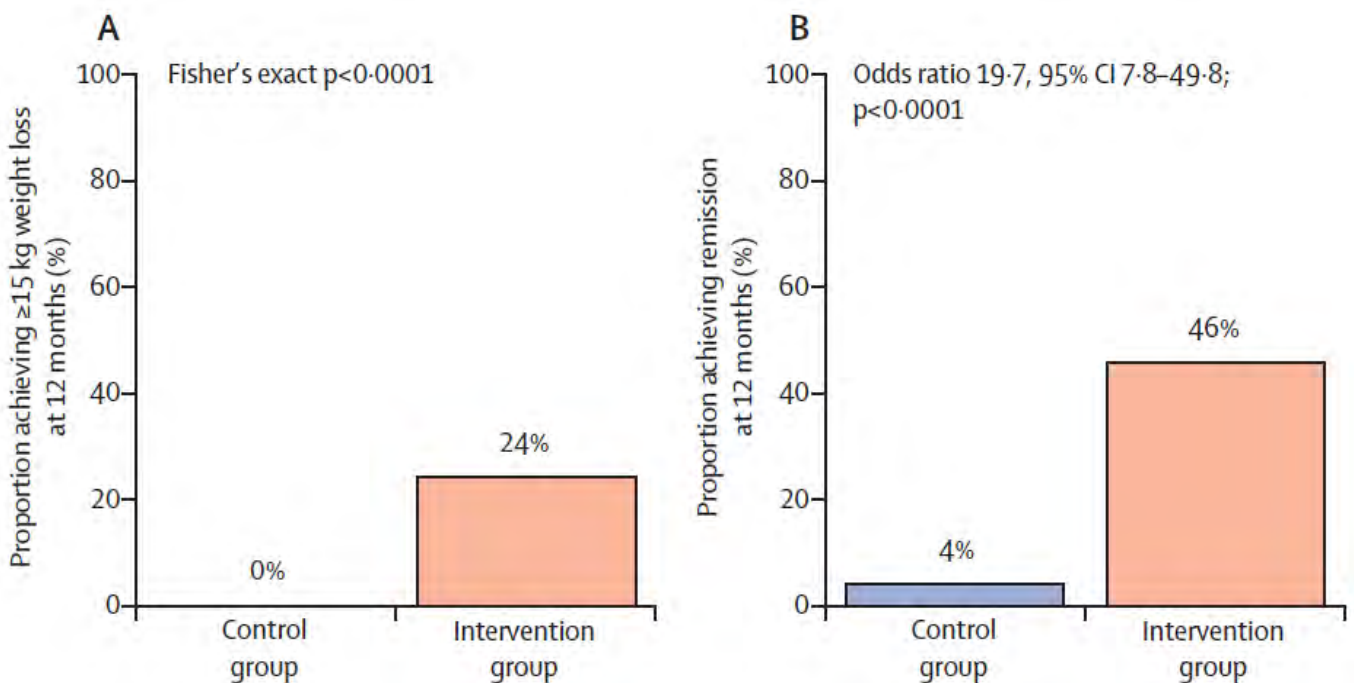 A
Fisher's exact p<0·0001
Proportion achieving ≥15 kg weight loss
at 12 months (%)
100
80
60
40
20
0
0%
24%
Control
group
Intervention
group
B
Odds ratio 19·7, 95% CI 7·8–49·8;
p<0·0001
Proportion achieving remission
at 12 months (%)
100
80
60
40
20
0
4%
46%
Control
group
Intervention
group